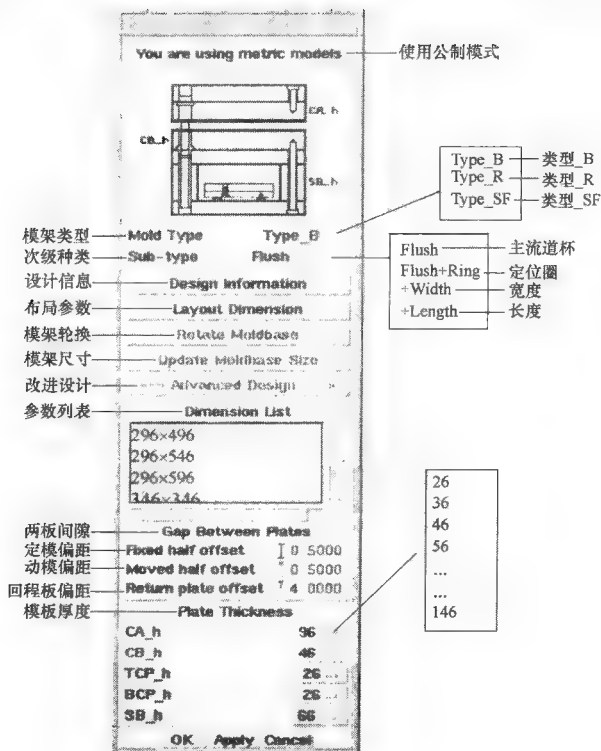 You are using metric models 使用公制模式
CA_h
CB_h
SB_h
Type_B 类型_B
Type_R 类型_R
Type_SF 类型_SF
模架类型 Mold Type Type_B
次级种类 Sub-type Flush
Flush 主流道杯
Flush+Ring 定位圈
+Width 宽度
+Length 长度
设计信息 Design Information
布局参数 Layout Dimension
模架轮换 Rotate Moldbase
模架尺寸 Update Moldbase Size
改进设计 Advanced Design
参数列表 Dimension List
296×496
296×546
296×596
346×346
26
36
46
56
...
...
146
两板间隙 Gap Between Plates
定模偏距 Fixed half offset 0 5000
动模偏距 Moved half offset 0 5000
回程板偏距 Return plate offset 4 0000
模板厚度 Plate Thickness
CA_h 96
CB_h 46
TCP_h 26
BCP_h 26
SB_h 66
OK Apply Cancel